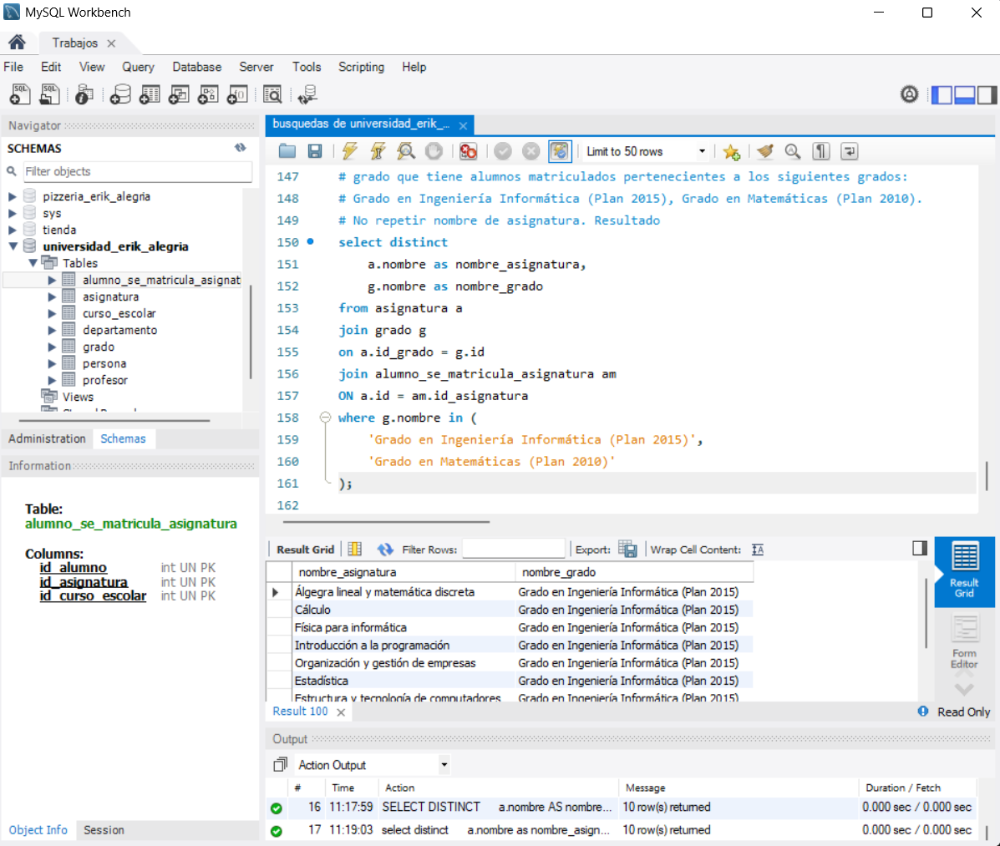 MySQL Workbench
Trabajos
File Edit View Query Database Server Tools Scripting Help
Navigator
SCHEMAS
Filter objects
pizzeria_erik_alegria
sys
tienda
universidad_erik_alegria
Tables
alumno_se_matricula_asignat
asignatura
curso_escolar
departamento
grado
persona
profesor
Views
Administration Schemas
Information
Table:
alumno_se_matricula_asignatura
Columns:
id_alumno int UN PK
id_asignatura int UN PK
id_curso_escolar int UN PK
Object Info Session
busquedas de universidad_erik_...
Limit to 50 rows
147 # grado que tiene alumnos matriculados pertenecientes a los siguientes grados:
148 # Grado en Ingeniería Informática (Plan 2015), Grado en Matemáticas (Plan 2010).
149 # No repetir nombre de asignatura. Resultado
150 select distinct
151 a.nombre as nombre_asignatura,
152 g.nombre as nombre_grado
153 from asignatura a
154 join grado g
155 on a.id_grado = g.id
156 join alumno_se_matricula_asignatura am
157 ON a.id = am.id_asignatura
158 where g.nombre in (
159 'Grado en Ingeniería Informática (Plan 2015)',
160 'Grado en Matemáticas (Plan 2010)'
161 );
162
Result Grid Filter Rows: Export: Wrap Cell Content:
nombre_asignatura nombre_grado
Álgegra lineal y matemática discreta Grado en Ingeniería Informática (Plan 2015)
Cálculo Grado en Ingeniería Informática (Plan 2015)
Física para informática Grado en Ingeniería Informática (Plan 2015)
Introducción a la programación Grado en Ingeniería Informática (Plan 2015)
Organización y gestión de empresas Grado en Ingeniería Informática (Plan 2015)
Estadística Grado en Ingeniería Informática (Plan 2015)
Estructura y tecnología de computadores Grado en Ingeniería Informática (Plan 2015)
Result Grid
Form Editor
Result 100
Read Only
Output
Action Output
# Time Action Message Duration / Fetch
16 11:17:59 SELECT DISTINCT a.nombre AS nombre... 10 row(s) returned 0.000 sec / 0.000 sec
17 11:19:03 select distinct a.nombre as nombre_asign... 10 row(s) returned 0.000 sec / 0.000 sec